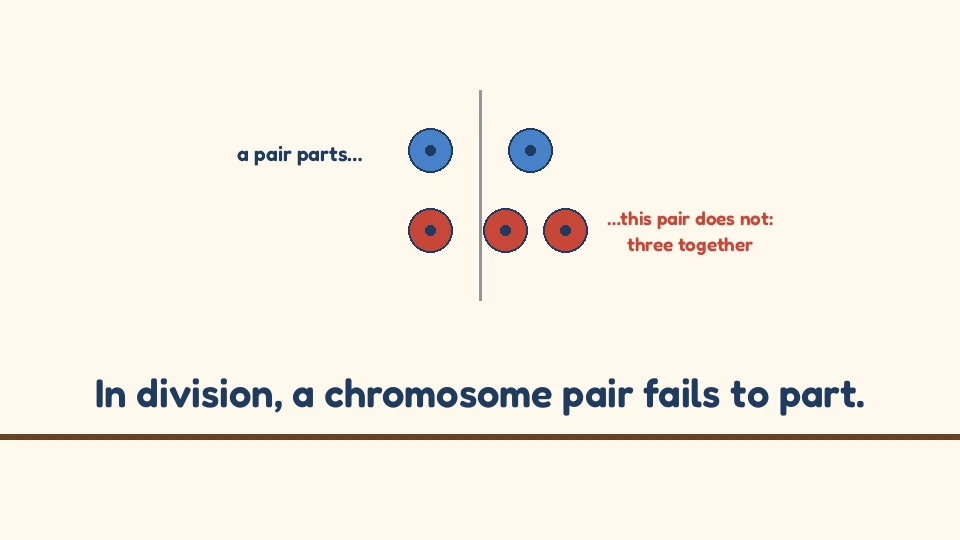 a pair parts...
...this pair does not:
three together
In division, a chromosome pair fails to part.